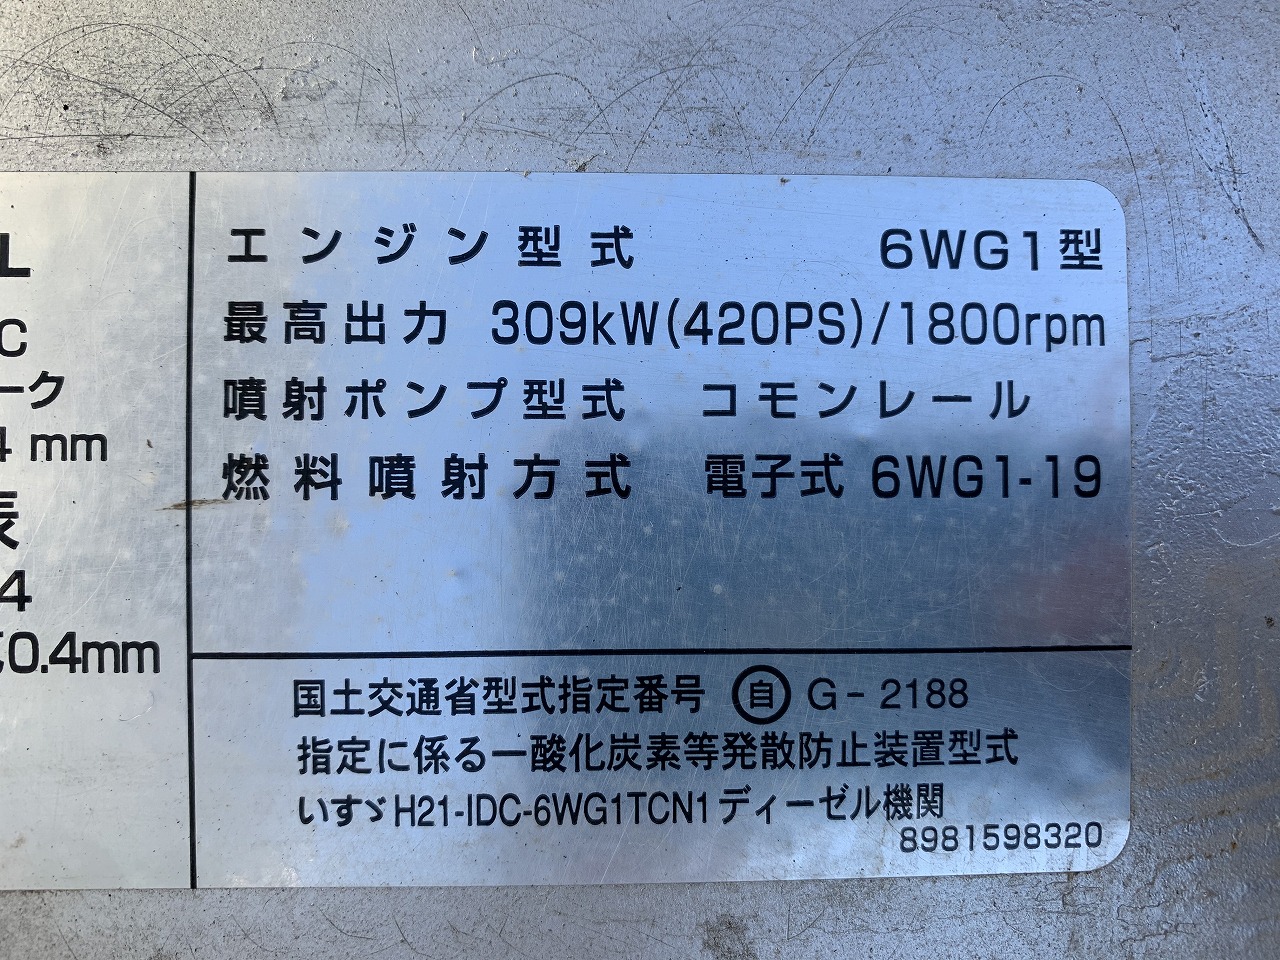 L
C
ーク
4 mm
表
4
0.4mm
エンジン型式 6WG1型
最高出力 309kW(420PS)/1800rpm
噴射ポンプ型式 コモンレール
燃料噴射方式 電子式 6WG1-19
国土交通省型式指定番号 自 G-2188
指定に係る一酸化炭素等発散防止装置型式
いすゞH21-IDC-6WG1TCN1ディーゼル機関
8981598320